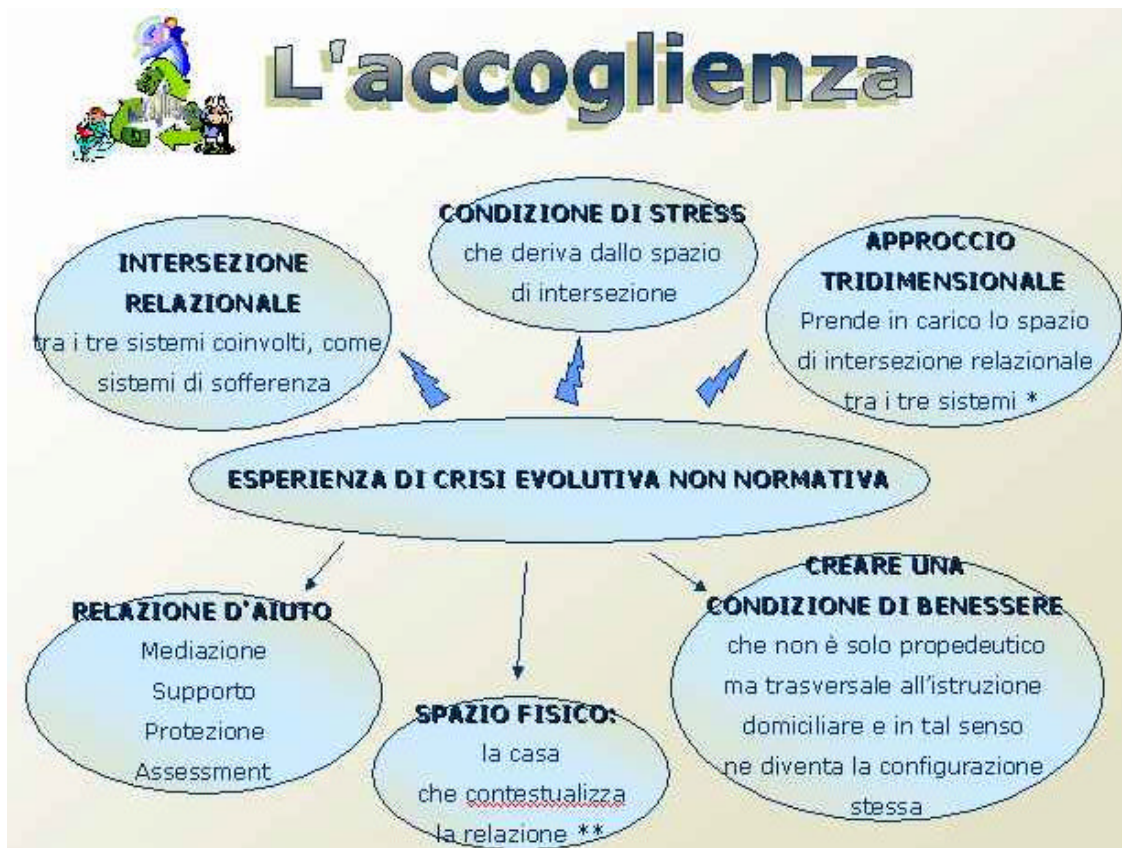 L'accoglienza
INTERSEZIONE
RELAZIONALE
tra i tre sistemi coinvolti, come
sistemi di sofferenza
CONDIZIONE DI STRESS
che deriva dallo spazio
di intersezione
APPROCCIO
TRIDIMENSIONALE
Prende in carico lo spazio
di intersezione relazionale
tra i tre sistemi *
ESPERIENZA DI CRISI EVOLUTIVA NON NORMATIVA
RELAZIONE D'AIUTO
Mediazione
Supporto
Protezione
Assessment
SPAZIO FISICO:
la casa
che contestualizza
la relazione **
CREARE UNA
CONDIZIONE DI BENESSERE
che non è solo propedeutico
ma trasversale all'istruzione
domiciliare e in tal senso
ne diventa la configurazione
stessa